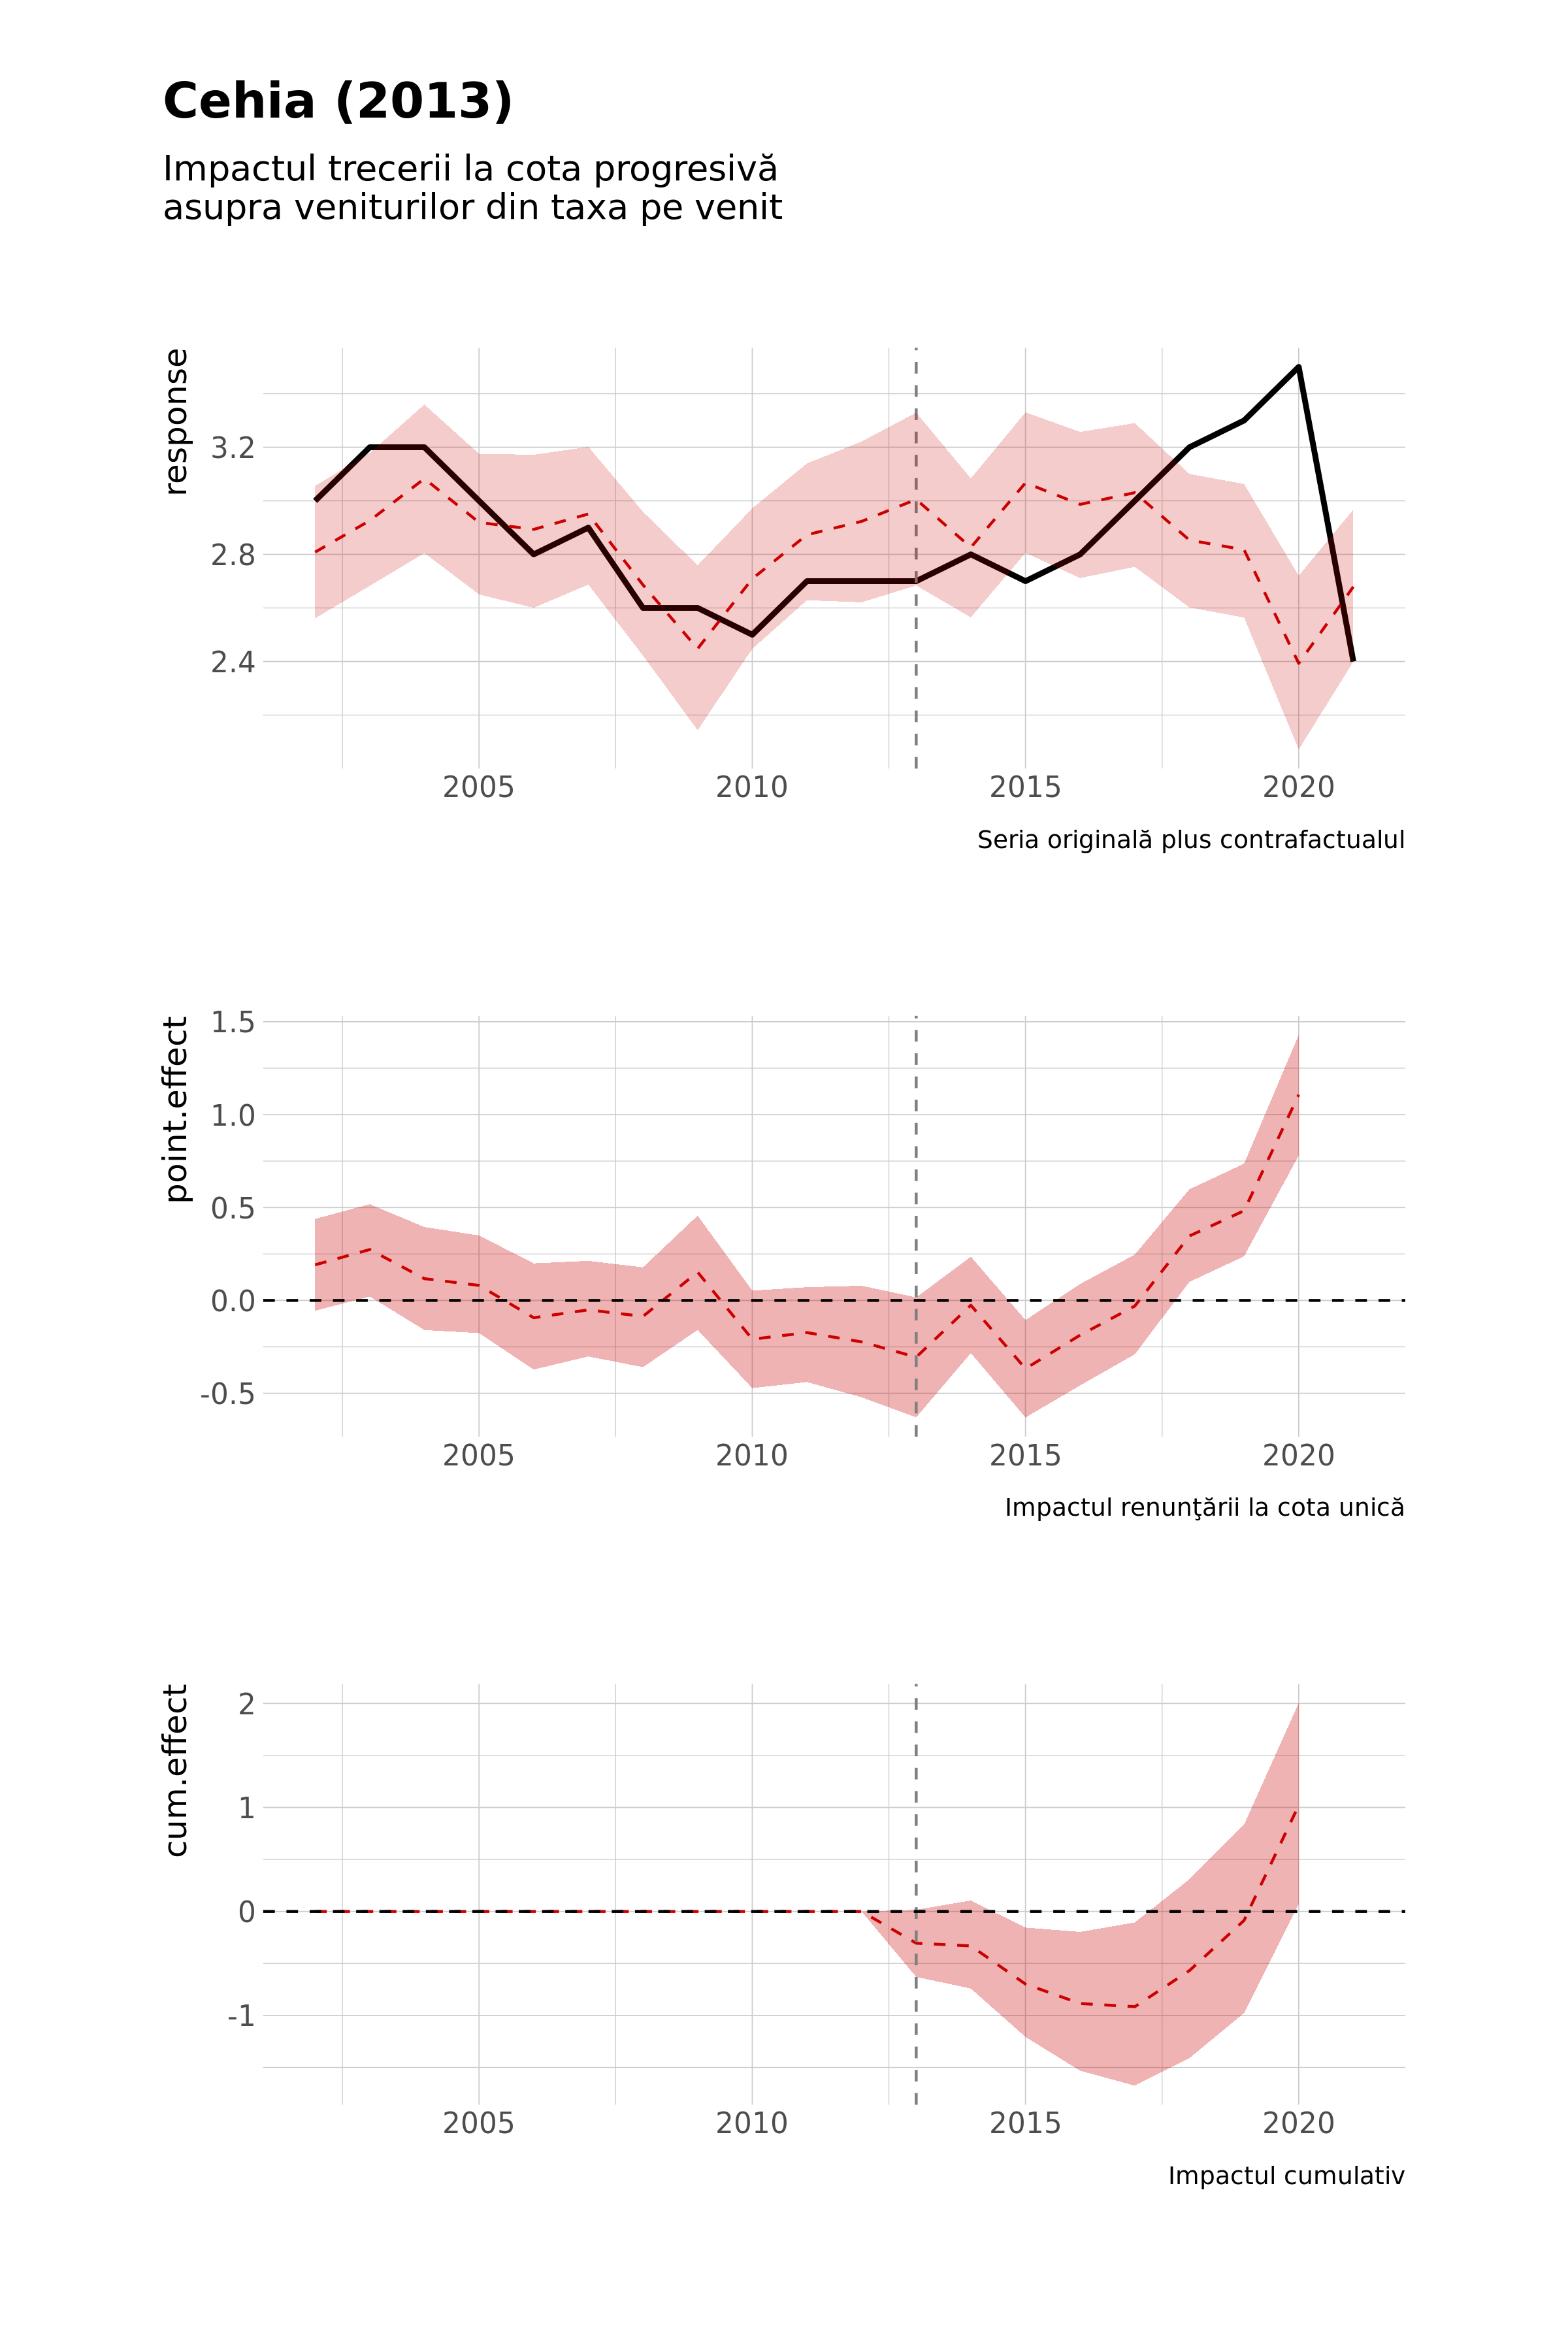 Cehia (2013)
Impactul trecerii la cota progresivă
asupra veniturilor din taxa pe venit
response
3.2
2.8
2.4
2005 2010 2015 2020
Seria originală plus contrafactualul
point.effect
1.5
1.0
0.5
0.0
-0.5
2005 2010 2015 2020
Impactul renunţării la cota unică
cum.effect
2
1
0
-1
2005 2010 2015 2020
Impactul cumulativ